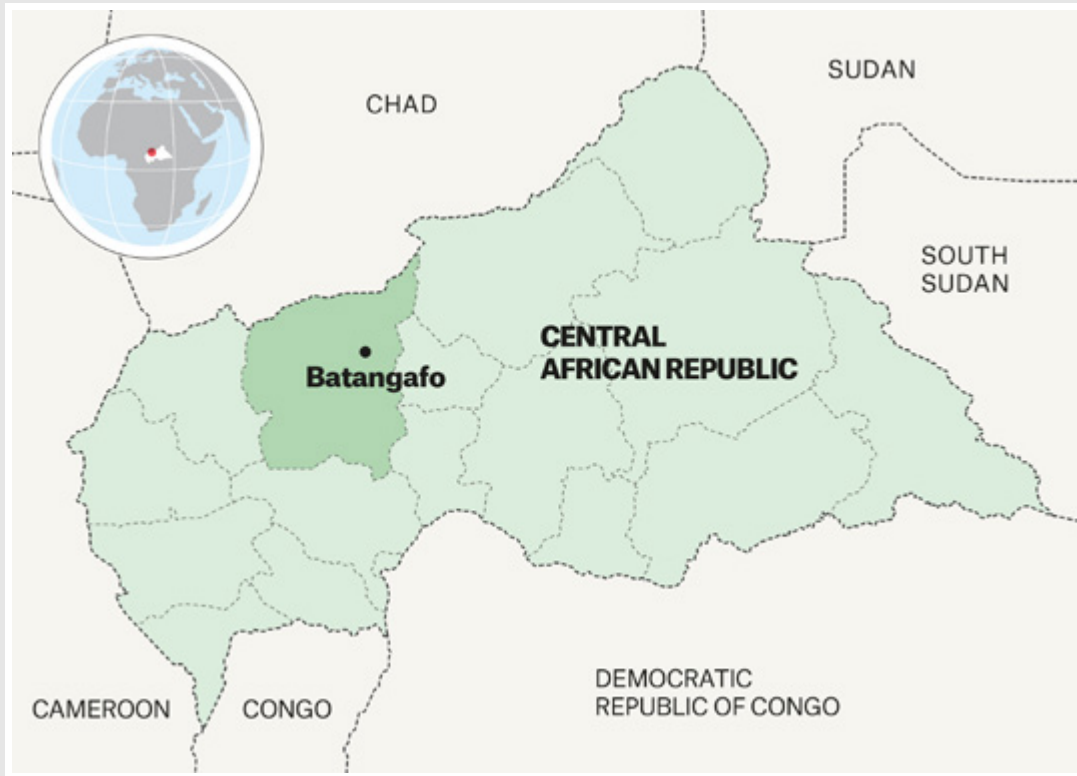 SUDAN
CHAD
SOUTH
SUDAN
CENTRAL
AFRICAN REPUBLIC
Batangafo
DEMOCRATIC
REPUBLIC OF CONGO
CAMEROON
CONGO